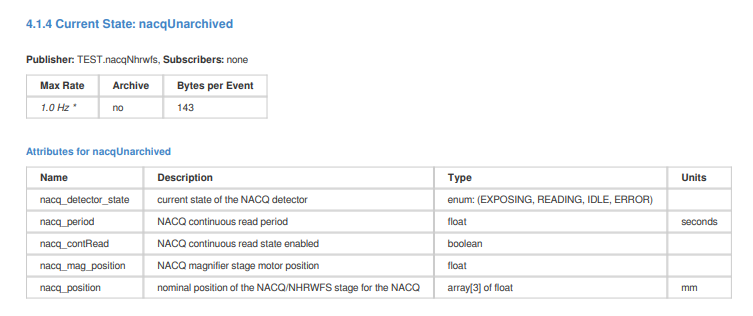 4.1.4 Current State: nacqUnarchived
Publisher: TEST.nacqNhrwfs, Subscribers: none
Max Rate Archive Bytes per Event
1.0 Hz * no 143
Attributes for nacqUnarchived
Name Description Type Units
nacq_detector_state current state of the NACQ detector enum: (EXPOSING, READING, IDLE, ERROR)
nacq_period NACQ continuous read period float seconds
nacq_contRead NACQ continuous read state enabled boolean
nacq_mag_position NACQ magnifier stage motor position float
nacq_position nominal position of the NACQ/NHRWFS stage for the NACQ array[3] of float mm